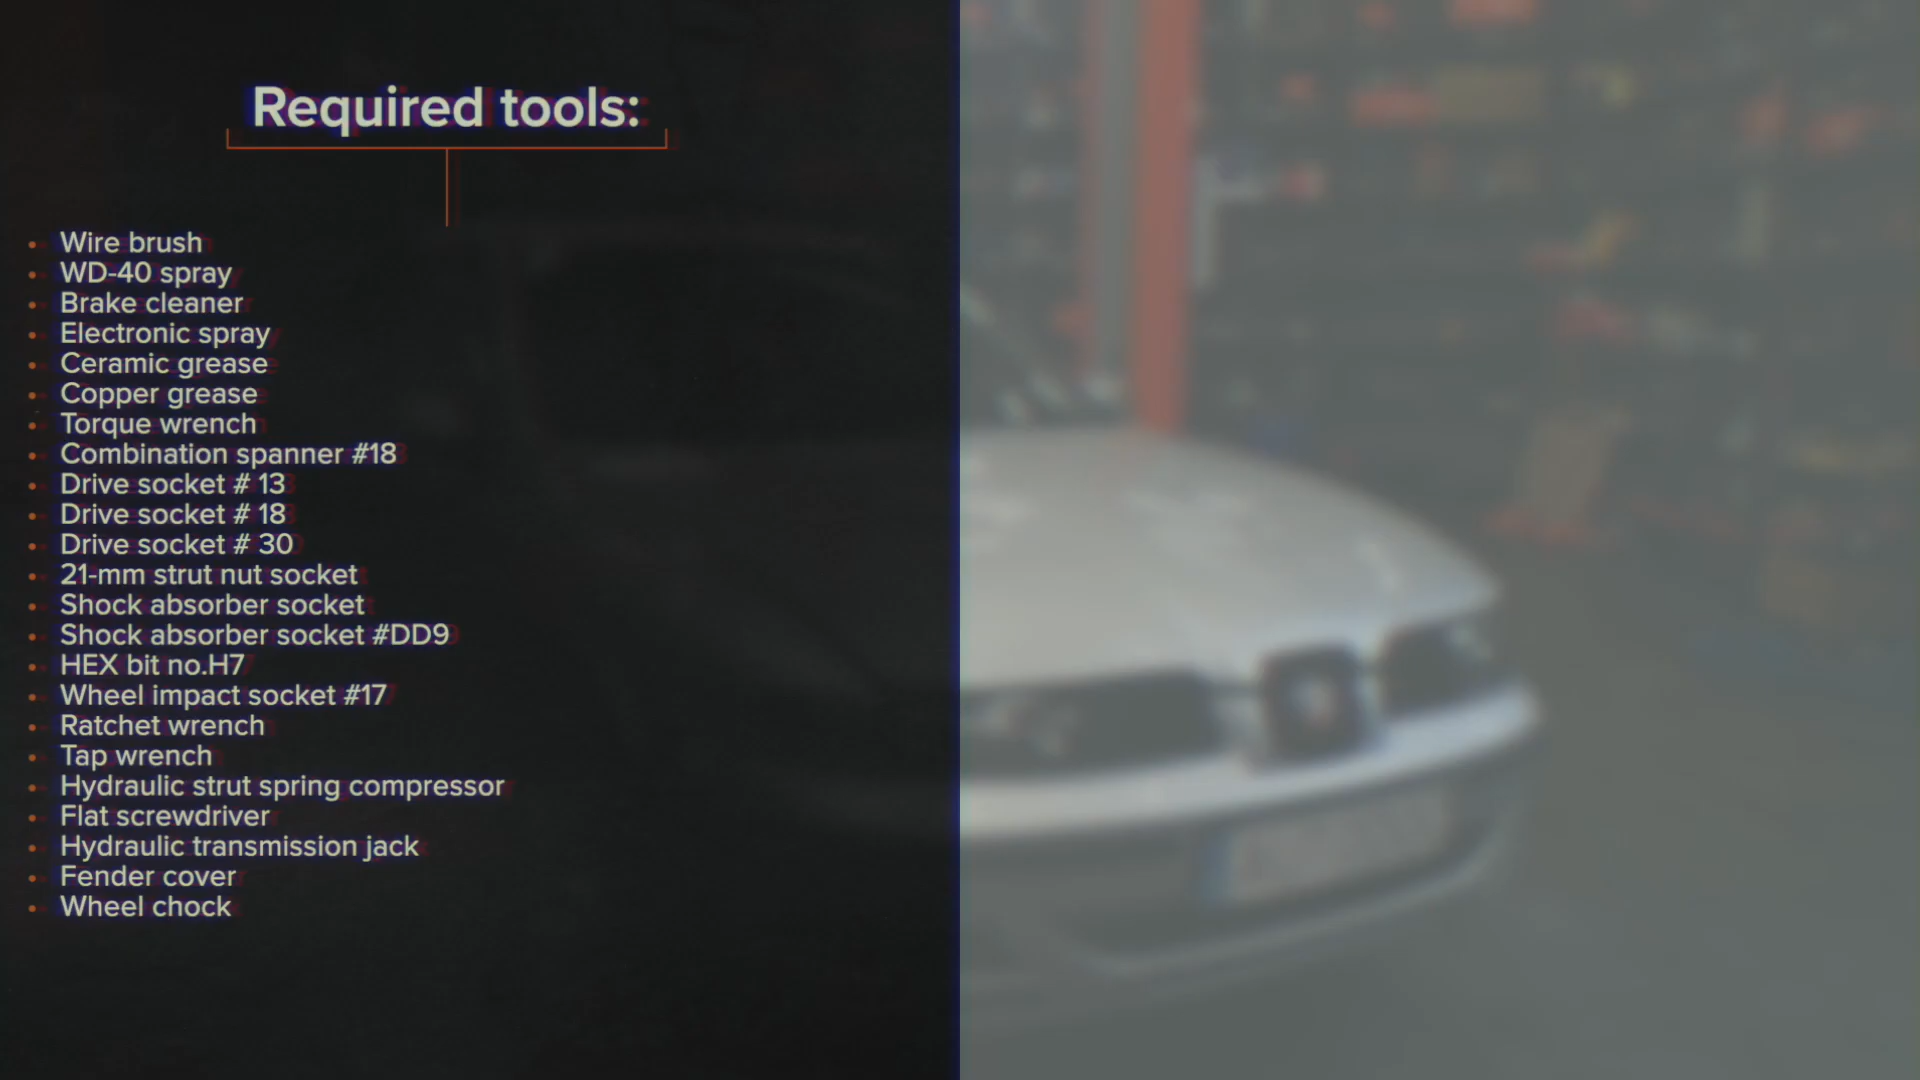 Required tools:
• Wire brush
• WD-40 spray
• Brake cleaner
• Electronic spray
• Ceramic grease
• Copper grease
• Torque wrench
• Combination spanner #18
• Drive socket # 13
• Drive socket # 18
• Drive socket # 30
• 21-mm strut nut socket
• Shock absorber socket
• Shock absorber socket #DD9
• HEX bit no.H7
• Wheel impact socket #17
• Ratchet wrench
• Tap wrench
• Hydraulic strut spring compressor
• Flat screwdriver
• Hydraulic transmission jack
• Fender cover
• Wheel chock